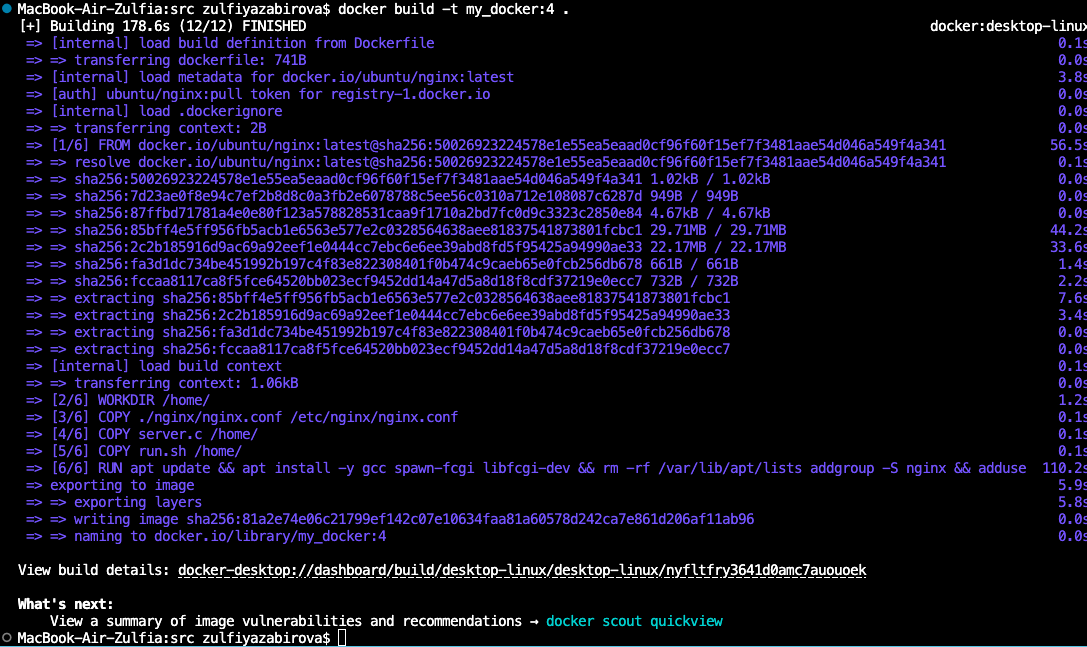 MacBook-Air-Zulfia:src zulfiyazabirova$ docker build -t my_docker:4 .
[+] Building 178.6s (12/12) FINISHED docker:desktop-linux
=> [internal] load build definition from Dockerfile 0.1s
=> => transferring dockerfile: 741B 0.0s
=> [internal] load metadata for docker.io/ubuntu/nginx:latest 3.8s
=> [auth] ubuntu/nginx:pull token for registry-1.docker.io 0.0s
=> [internal] load .dockerignore 0.0s
=> => transferring context: 2B 0.0s
=> [1/6] FROM docker.io/ubuntu/nginx:latest@sha256:50026923224578e1e55ea5eaad0cf96f60f15ef7f3481aae54d046a549f4a341 56.5s
=> => resolve docker.io/ubuntu/nginx:latest@sha256:50026923224578e1e55ea5eaad0cf96f60f15ef7f3481aae54d046a549f4a341 0.1s
=> => sha256:50026923224578e1e55ea5eaad0cf96f60f15ef7f3481aae54d046a549f4a341 1.02kB / 1.02kB 0.0s
=> => sha256:7d23ae0f8e94c7ef2b8d8c0a3fb2e6078788c5ee56c0310a712e108087c6287d 949B / 949B 0.0s
=> => sha256:87ffbd71781a4e0e80f123a578828531caa9f1710a2bd7fc0d9c3323c2850e84 4.67kB / 4.67kB 0.0s
=> => sha256:85bff4e5ff956fb5acb1e6563e577e2c0328564638aee81837541873801fcbc1 29.71MB / 29.71MB 44.2s
=> => sha256:2c2b185916d9ac69a92eef1e0444cc7ebc6e6ee39abd8fd5f95425a94990ae33 22.17MB / 22.17MB 33.6s
=> => sha256:fa3d1dc734be451992b197c4f83e822308401f0b474c9caeb65e0fcb256db678 661B / 661B 1.4s
=> => sha256:fccaa8117ca8f5fce64520bb023ecf9452dd14a47d5a8d18f8cdf37219e0ecc7 732B / 732B 2.2s
=> => extracting sha256:85bff4e5ff956fb5acb1e6563e577e2c0328564638aee81837541873801fcbc1 7.6s
=> => extracting sha256:2c2b185916d9ac69a92eef1e0444cc7ebc6e6ee39abd8fd5f95425a94990ae33 3.4s
=> => extracting sha256:fa3d1dc734be451992b197c4f83e822308401f0b474c9caeb65e0fcb256db678 0.0s
=> => extracting sha256:fccaa8117ca8f5fce64520bb023ecf9452dd14a47d5a8d18f8cdf37219e0ecc7 0.0s
=> [internal] load build context 0.1s
=> => transferring context: 1.06kB 0.0s
=> [2/6] WORKDIR /home/ 1.2s
=> [3/6] COPY ./nginx/nginx.conf /etc/nginx/nginx.conf 0.1s
=> [4/6] COPY server.c /home/ 0.1s
=> [5/6] COPY run.sh /home/ 0.1s
=> [6/6] RUN apt update && apt install -y gcc spawn-fcgi libfcgi-dev && rm -rf /var/lib/apt/lists addgroup -S nginx && adduse 110.2s
=> exporting to image 5.9s
=> => exporting layers 5.8s
=> => writing image sha256:81a2e74e06c21799ef142c07e10634faa81a60578d242ca7e861d206af11ab96 0.0s
=> => naming to docker.io/library/my_docker:4 0.0s
View build details: docker-desktop://dashboard/build/desktop-linux/desktop-linux/nyfltfry3641d0amc7auouoek
What's next:
View a summary of image vulnerabilities and recommendations → docker scout quickview
MacBook-Air-Zulfia:src zulfiyazabirova$